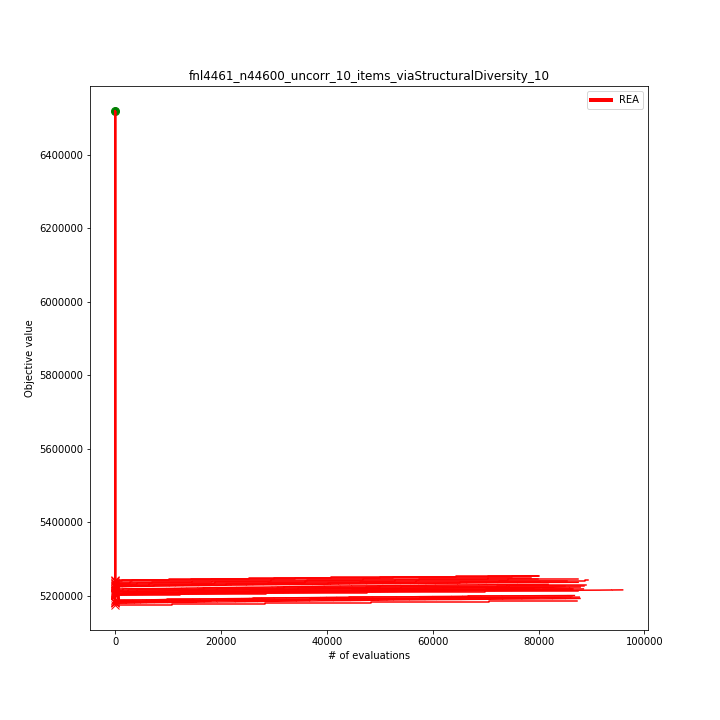 fnl4461_n44600_uncorr_10_items_viaStructuralDiversity_10
REA
6400000
6200000
6000000
5800000
5600000
5400000
5200000
Objective value
0 20000 40000 60000 80000 100000
# of evaluations